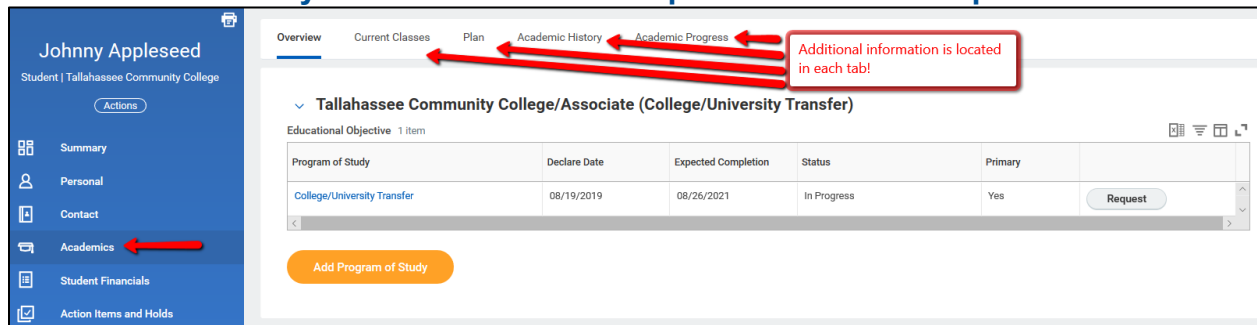 Johnny Appleseed
Student | Tallahassee Community College
Actions
Summary
Personal
Contact
Academics
Student Financials
Action Items and Holds
Overview Current Classes Plan Academic History Academic Progress
Additional information is located
in each tab!
Tallahassee Community College/Associate (College/University Transfer)
Educational Objective 1 item
Program of Study Declare Date Expected Completion Status Primary
College/University Transfer 08/19/2019 08/26/2021 In Progress Yes Request
Add Program of Study